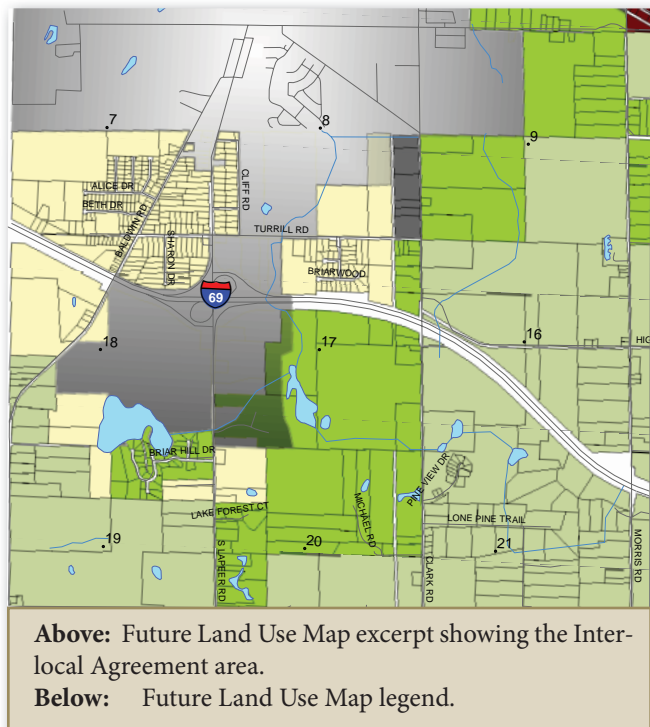 7
8
9
ALICE DR
BETH DR
BALDWIN RD
CLIFF RD
SHARON DR
TURRILL RD
BRIARWOOD
69
16
HIG
18
17
BRIAR HILL DR
LAKE FOREST CT
MICHAEL RD
PINE VIEW DR
LONE PINE TRAIL
19
20
21
S LAPEER RD
CLARK RD
MORRIS RD
Above: Future Land Use Map excerpt showing the Inter-
local Agreement area.
Below: Future Land Use Map legend.